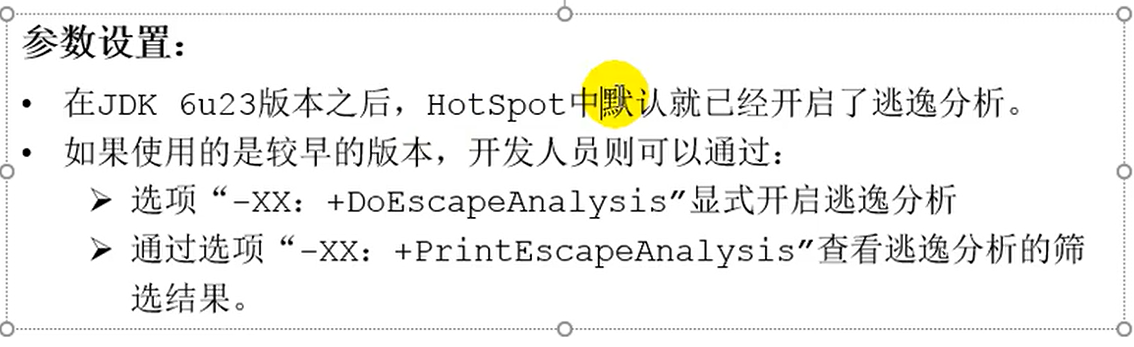 参数设置：
• 在JDK 6u23版本之后，HotSpot中默认就已经开启了逃逸分析。
• 如果使用的是较早的版本，开发人员则可以通过：
➢ 选项“-XX：+DoEscapeAnalysis”显式开启逃逸分析
➢ 通过选项“-XX：+PrintEscapeAnalysis”查看逃逸分析的筛
选结果。